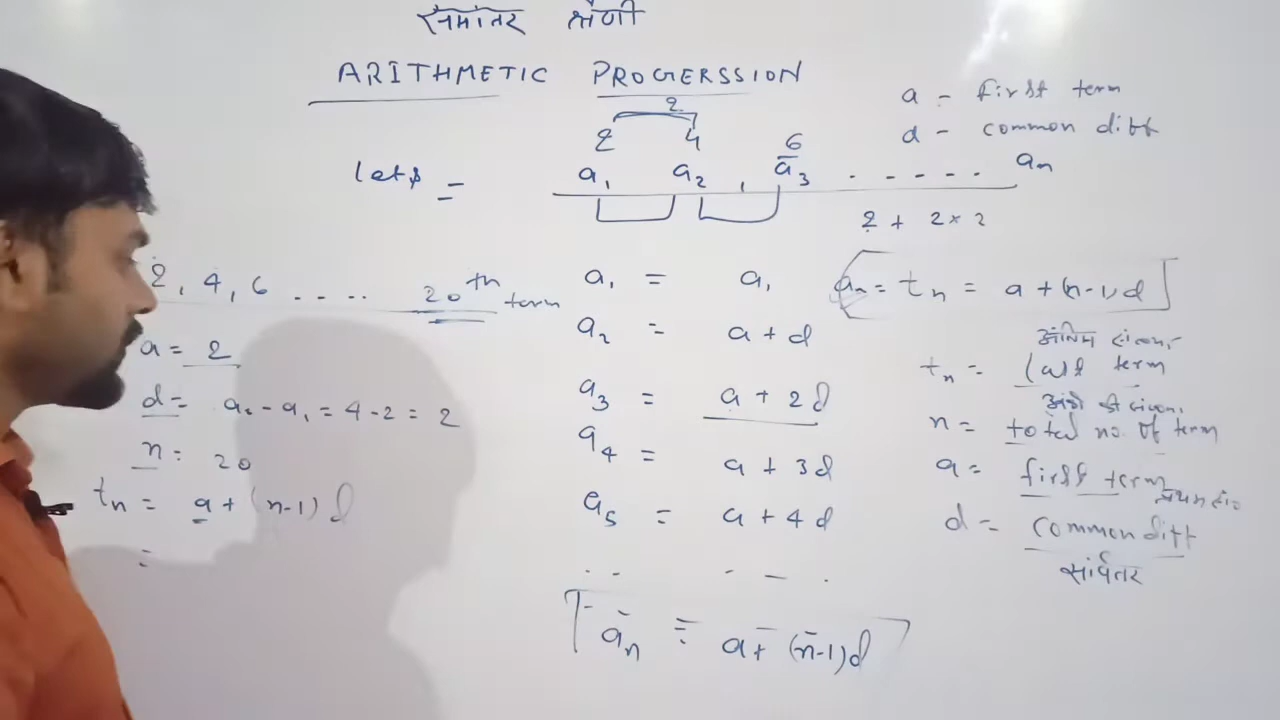 समांतर श्रेणी
ARITHMETIC PROGERSSION
a - first term
d - common diff
2
2 4 6
let's = a₁ a₂ , a₃ . - - - - . aₙ
2 + 2×2
2, 4, 6 - - - - 20th term
a = 2
d = a₂ - a₁ = 4 - 2 = 2
n = 20
tₙ = a + (n-1) d
=
a₁ = a₁
a₂ = a + d
a₃ = a + 2d
a₄ = a + 3d
a₅ = a + 4d
aₙ = a + (n-1)d
aₙ = tₙ = a + (n-1)d
अंतिम
tₙ = last term
n = total no. of term
a = first term
d = common diff